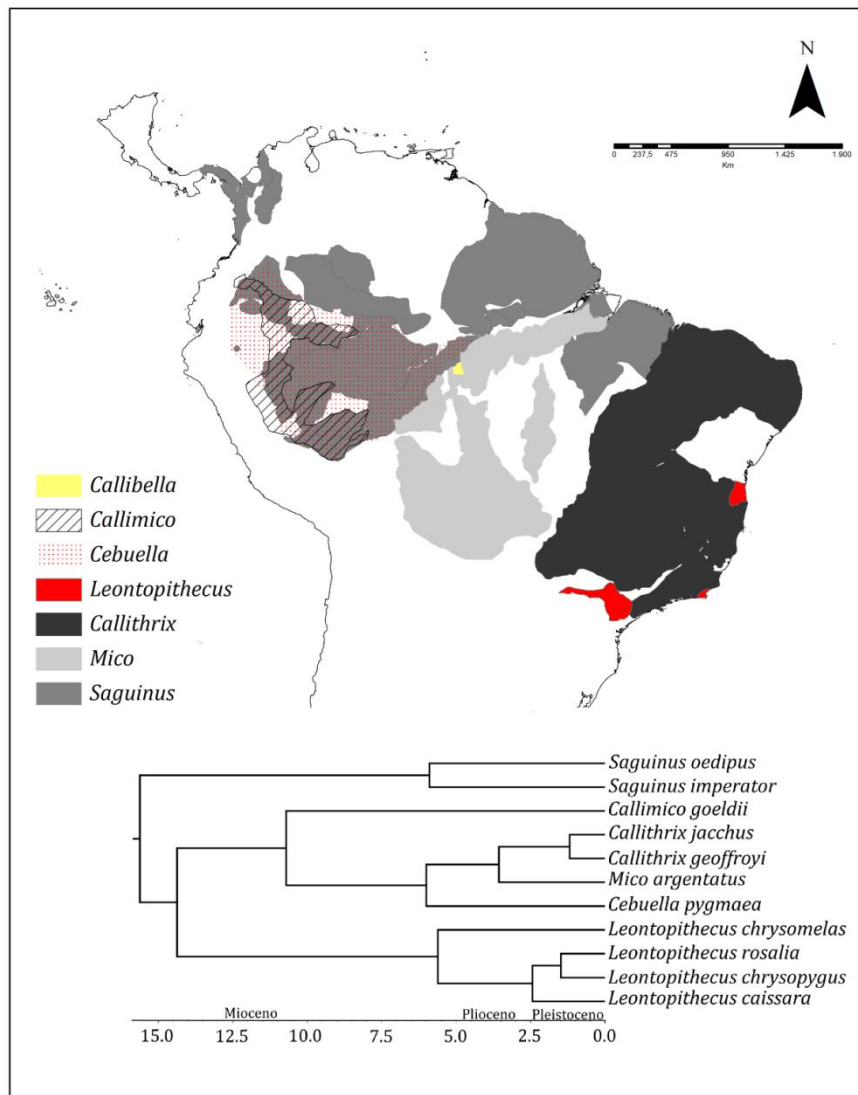 N
0 237,5 475 950 1.425 1.900
Km
Callibella
Callimico
Cebuella
Leontopithecus
Callithrix
Mico
Saguinus
Saguinus oedipus
Saguinus imperator
Callimico goeldii
Callithrix jacchus
Callithrix geoffroyi
Mico argentatus
Cebuella pygmaea
Leontopithecus chrysomelas
Leontopithecus rosalia
Leontopithecus chrysopygus
Leontopithecus caissara
Mioceno Plioceno Pleistoceno
15.0 12.5 10.0 7.5 5.0 2.5 0.0